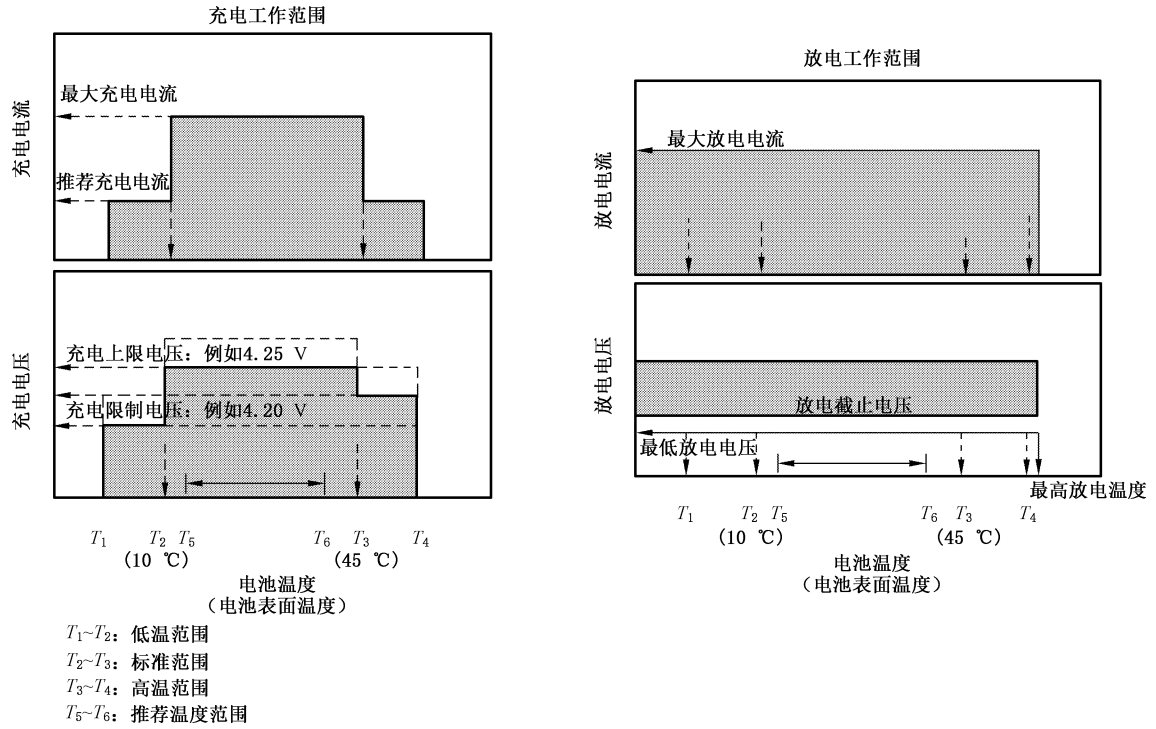 充电工作范围
充电电流
最大充电电流
推荐充电电流
充电电压
充电上限电压：例如4.25 V
充电限制电压：例如4.20 V
T1 T2 T5 T6 T3 T4
(10 ℃) (45 ℃)
电池温度
（电池表面温度）
T1~T2：低温范围
T2~T3：标准范围
T3~T4：高温范围
T5~T6：推荐温度范围
放电工作范围
放电电流
最大放电电流
放电电压
放电截止电压
最低放电电压
最高放电温度
T1 T2 T5 T6 T3 T4
(10 ℃) (45 ℃)
电池温度
（电池表面温度）